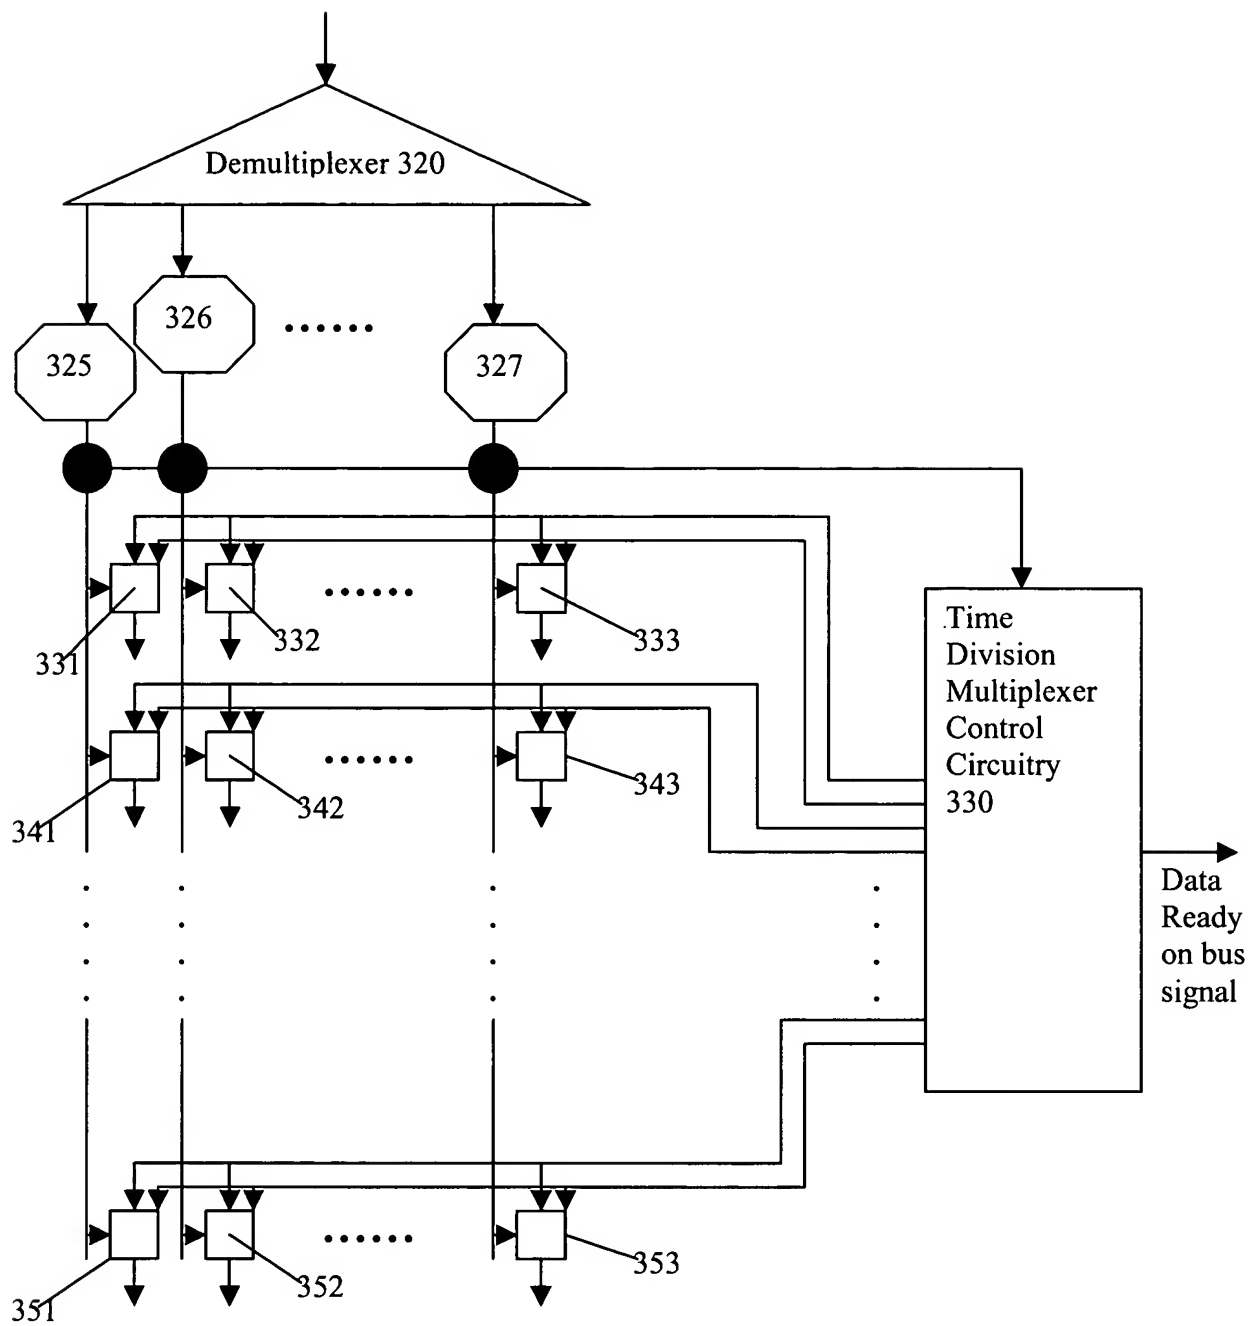 Demultiplexer 320
326
325
327
.Time
Division
Multiplexer
Control
Circuitry
330
331
332
333
341
342
343
Data
Ready
on bus
signal
351
352
353